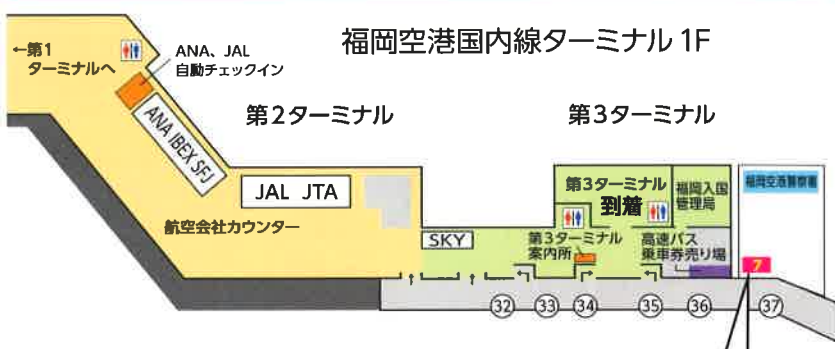 福岡空港国内線ターミナル 1F
←第1
ターミナルへ
ANA、JAL
自動チェックイン
ANA IBEX SFJ
第2ターミナル
JAL JTA
航空会社カウンター
第3ターミナル
第3ターミナル
到着
福岡入国
管理局
福岡空港警察署
SKY
第3ターミナル
案内所
高速バス
乗車券売り場
7
32
33
34
35
36
37